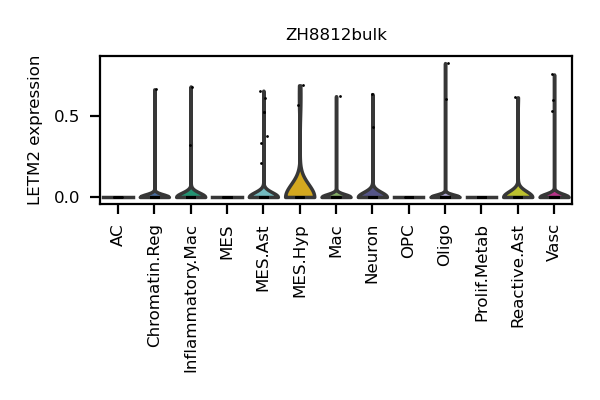 ZH8812bulk
LETM2 expression
0.5
0.0
AC
Chromatin.Reg
Inflammatory.Mac
MES
MES.Ast
MES.Hyp
Mac
Neuron
OPC
Oligo
Prolif.Metab
Reactive.Ast
Vasc